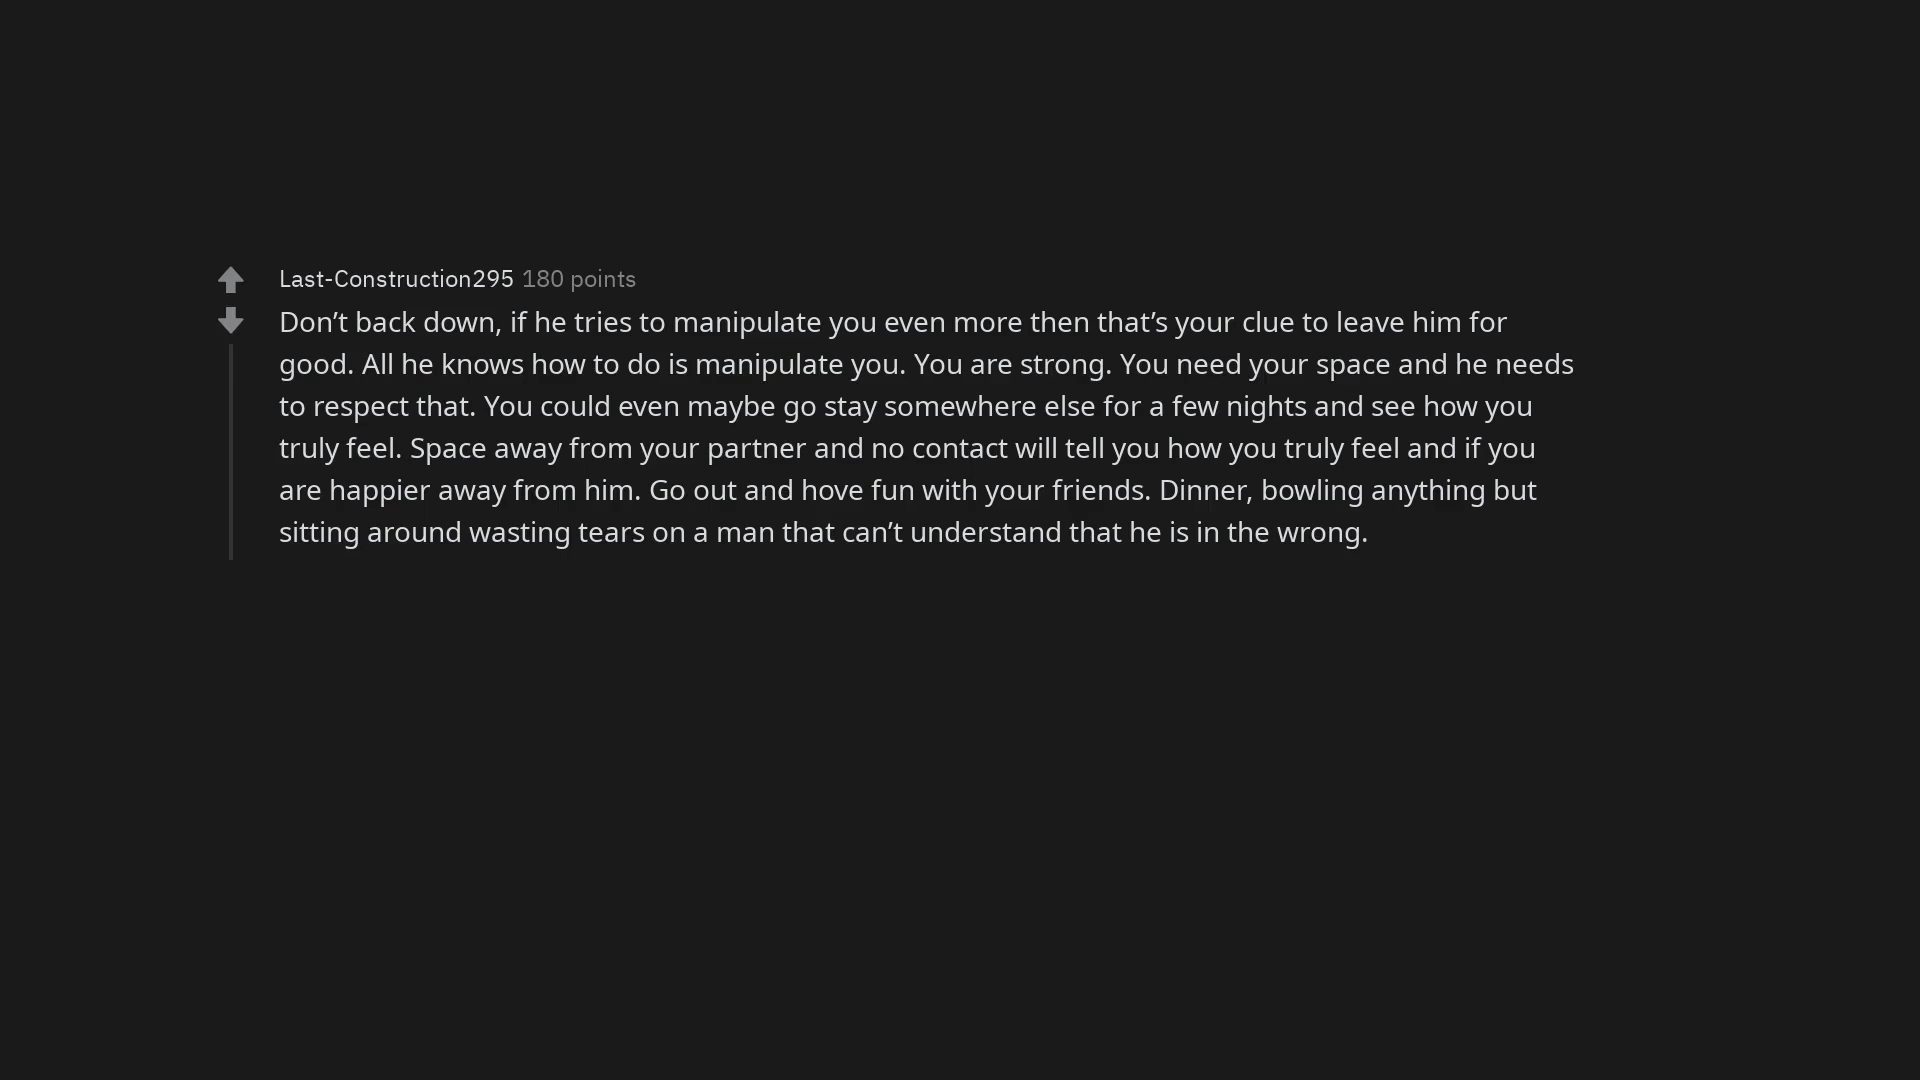 Last-Construction295 180 points
Don’t back down, if he tries to manipulate you even more then that’s your clue to leave him for
good. All he knows how to do is manipulate you. You are strong. You need your space and he needs
to respect that. You could even maybe go stay somewhere else for a few nights and see how you
truly feel. Space away from your partner and no contact will tell you how you truly feel and if you
are happier away from him. Go out and hove fun with your friends. Dinner, bowling anything but
sitting around wasting tears on a man that can’t understand that he is in the wrong.